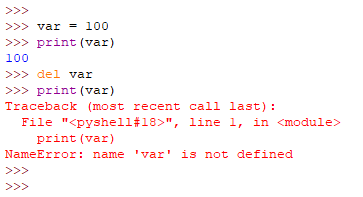 >>>
>>> var = 100
>>> print(var)
100
>>> del var
>>> print(var)
Traceback (most recent call last):
  File "<pyshell#18>", line 1, in <module>
    print(var)
NameError: name 'var' is not defined
>>>
>>>